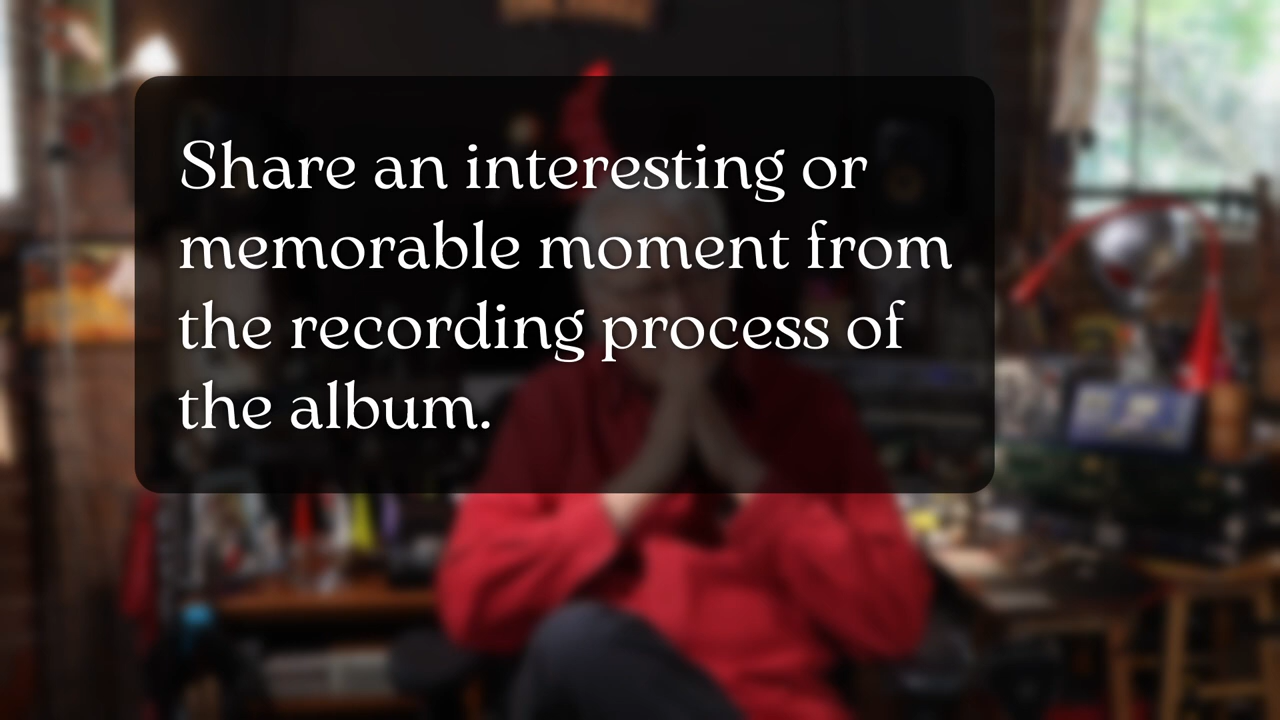 Share an interesting or
memorable moment from
the recording process of
the album.